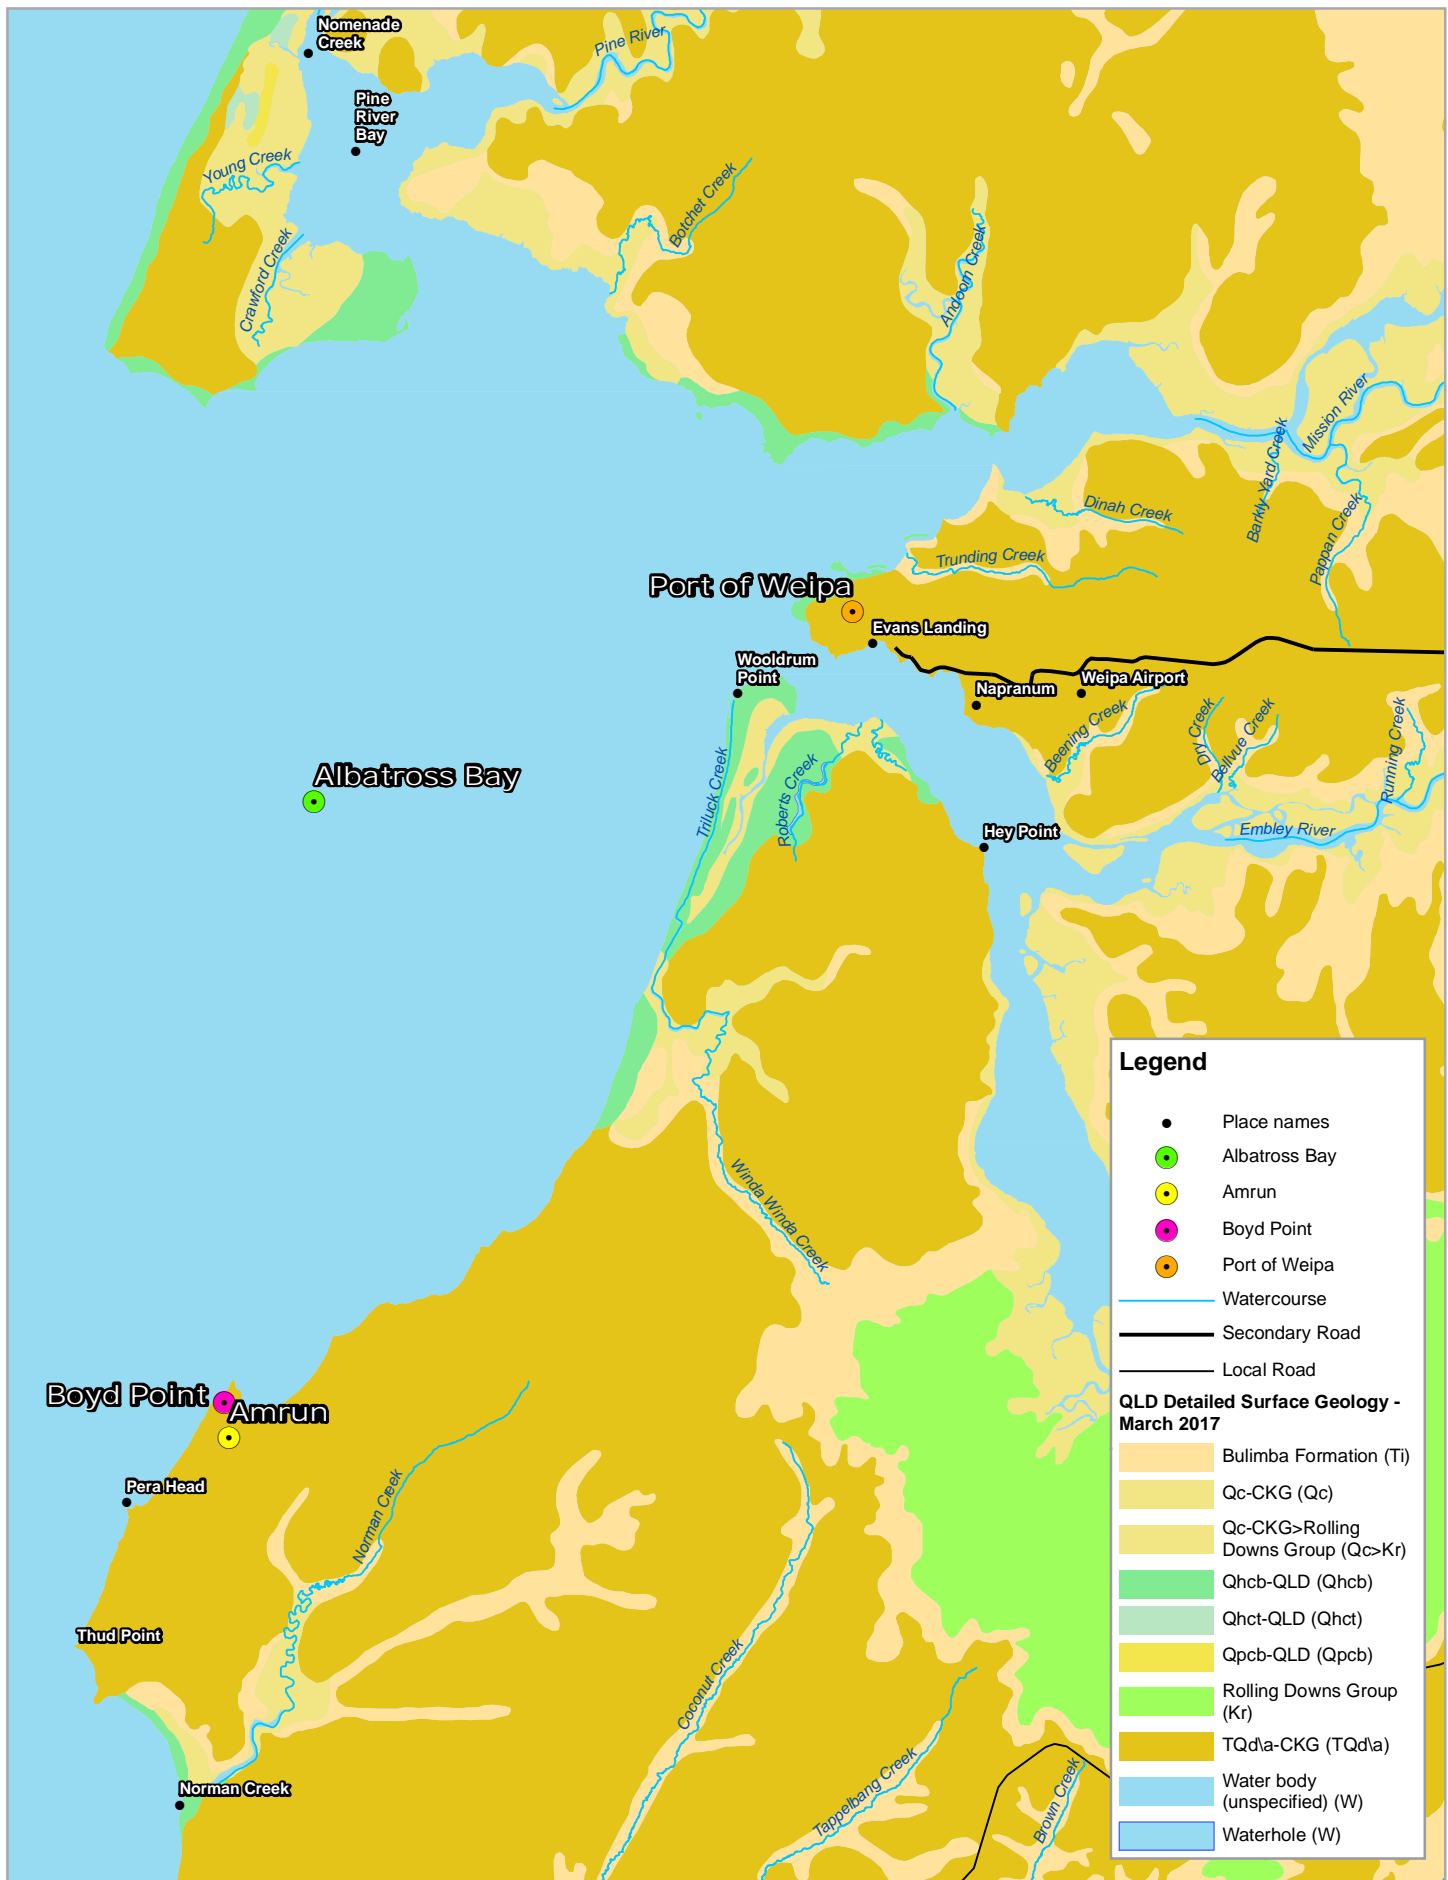 Nomenade
Creek
Pine River
Pine
River
Bay
Young Creek
Botchet Creek
Crawford Creek
Andoom Creek
Mission River
Barkly Yard Creek
Dinah Creek
Pappan Creek
Trunding Creek
Port of Weipa
Evans Landing
Wooldrum
Point
Napranum
Weipa Airport
Beening Creek
Dry Creek
Bellvue Creek
Running Creek
Triluck Creek
Roberts Creek
Albatross Bay
Hey Point
Embley River
Winda Winda Creek
Boyd Point
Amrun
Pera Head
Norman Creek
Thud Point
Coconut Creek
Norman Creek
Tappelbang Creek
Brown Creek
Legend
Place names
Albatross Bay
Amrun
Boyd Point
Port of Weipa
Watercourse
Secondary Road
Local Road
QLD Detailed Surface Geology -
March 2017
Bulimba Formation (Ti)
Qc-CKG (Qc)
Qc-CKG>Rolling
Downs Group (Qc>Kr)
Qhcb-QLD (Qhcb)
Qhct-QLD (Qhct)
Qpcb-QLD (Qpcb)
Rolling Downs Group
(Kr)
TQd\a-CKG (TQd\a)
Water body
(unspecified) (W)
Waterhole (W)